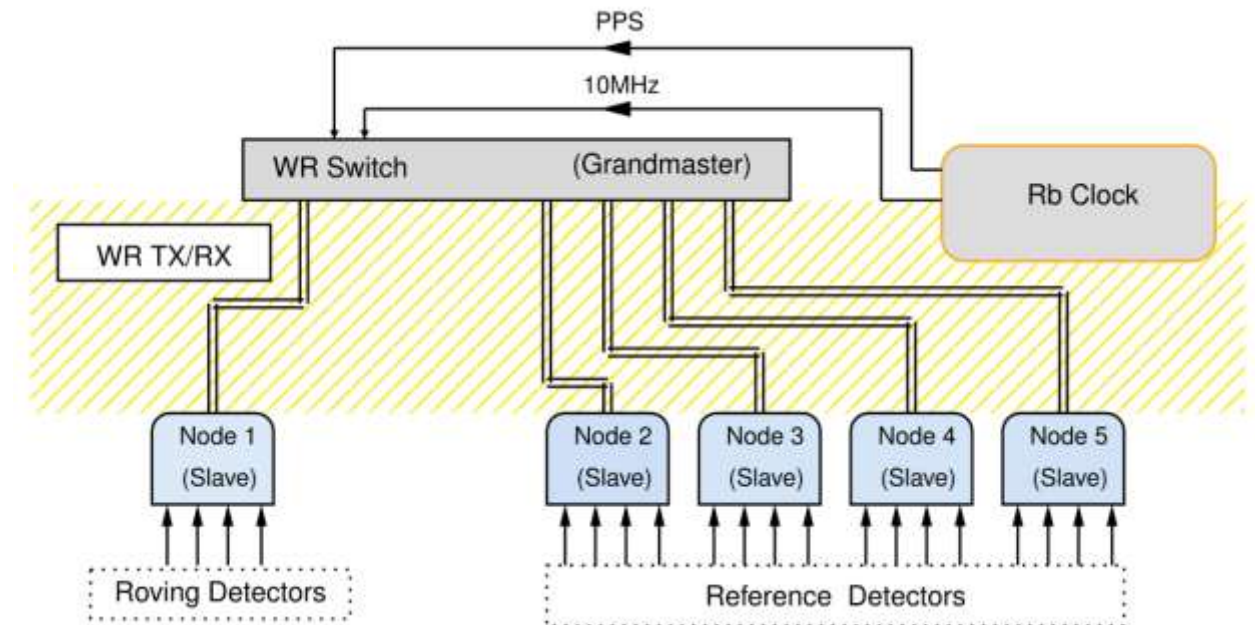 PPS
10MHz
WR Switch (Grandmaster)
Rb Clock
WR TX/RX
Node 1
(Slave)
Node 2
(Slave)
Node 3
(Slave)
Node 4
(Slave)
Node 5
(Slave)
Roving Detectors
Reference Detectors